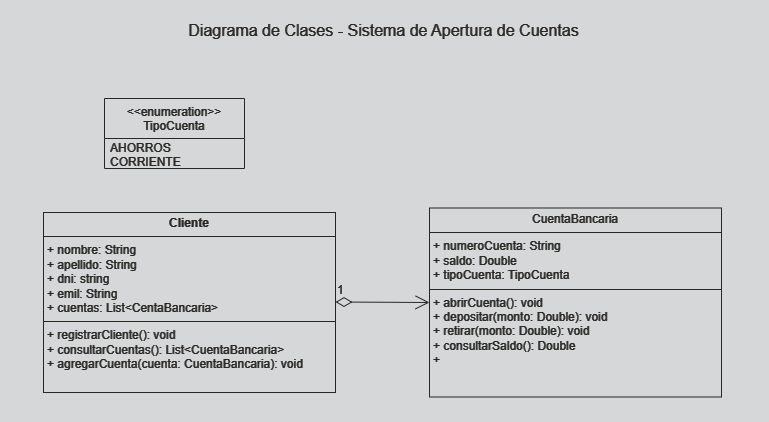 Diagrama de Clases - Sistema de Apertura de Cuentas
<<enumeration>>
TipoCuenta
AHORROS
CORRIENTE
Cliente
+ nombre: String
+ apellido: String
+ dni: string
+ emil: String
+ cuentas: List<CentaBancaria>
+ registrarCliente(): void
+ consultarCuentas(): List<CuentaBancaria>
+ agregarCuenta(cuenta: CuentaBancaria): void
1
CuentaBancaria
+ numeroCuenta: String
+ saldo: Double
+ tipoCuenta: TipoCuenta
+ abrirCuenta(): void
+ depositar(monto: Double): void
+ retirar(monto: Double): void
+ consultarSaldo(): Double
+